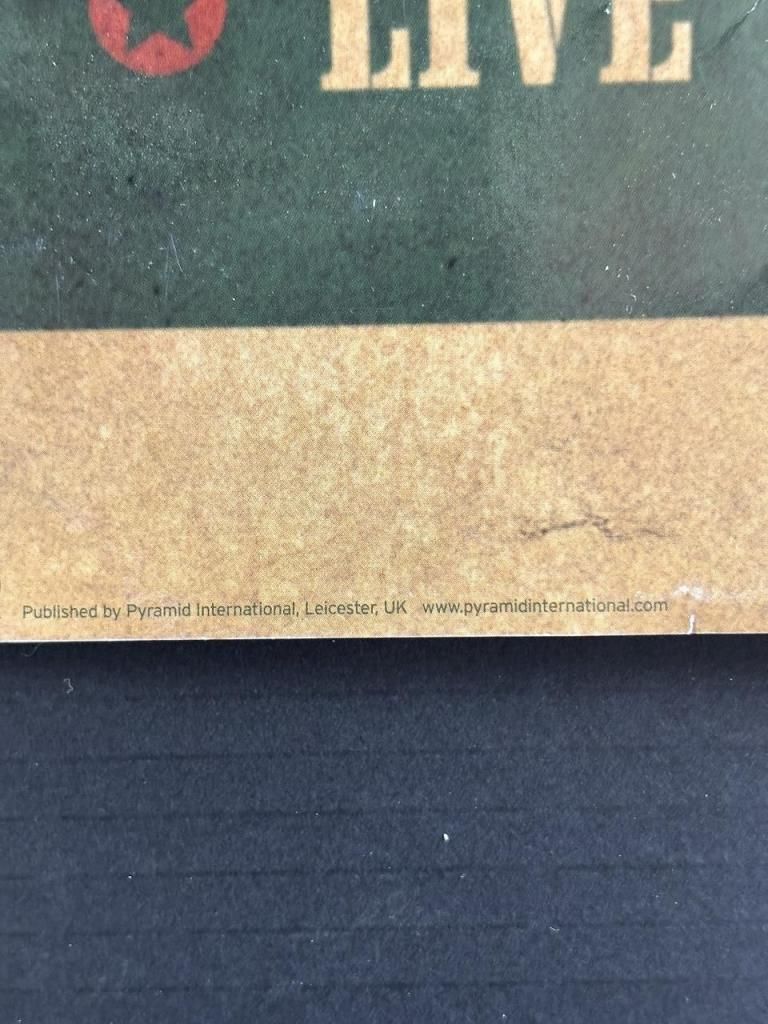 LIVE
Published by Pyramid International, Leicester, UK www.pyramidinternational.com